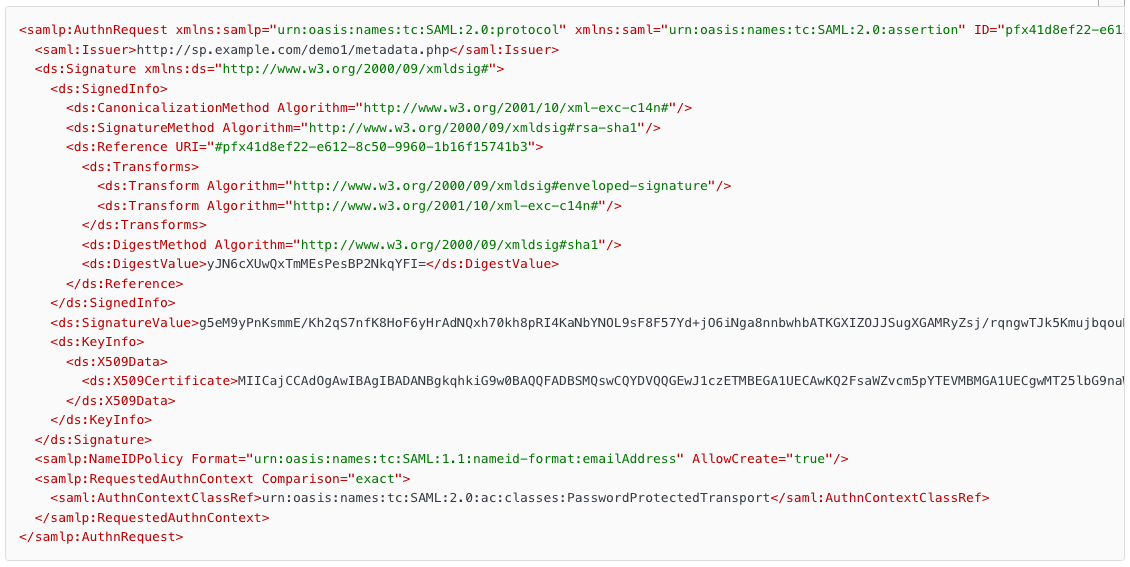 <samlp:AuthnRequest xmlns:samlp="urn:oasis:names:tc:SAML:2.0:protocol" xmlns:saml="urn:oasis:names:tc:SAML:2.0:assertion" ID="pfx41d8ef22-e61
<saml:Issuer>http://sp.example.com/demo1/metadata.php</saml:Issuer>
<ds:Signature xmlns:ds="http://www.w3.org/2000/09/xmldsig#">
<ds:SignedInfo>
<ds:CanonicalizationMethod Algorithm="http://www.w3.org/2001/10/xml-exc-c14n#"/>
<ds:SignatureMethod Algorithm="http://www.w3.org/2000/09/xmldsig#rsa-sha1"/>
<ds:Reference URI="#pfx41d8ef22-e612-8c50-9960-1b16f15741b3">
<ds:Transforms>
<ds:Transform Algorithm="http://www.w3.org/2000/09/xmldsig#enveloped-signature"/>
<ds:Transform Algorithm="http://www.w3.org/2001/10/xml-exc-c14n#"/>
</ds:Transforms>
<ds:DigestMethod Algorithm="http://www.w3.org/2000/09/xmldsig#sha1"/>
<ds:DigestValue>yJN6cXUwQxTmMEsPesBP2NkqYFI=</ds:DigestValue>
</ds:Reference>
</ds:SignedInfo>
<ds:SignatureValue>g5eM9yPnKsmmE/Kh2qS7nfK8HoF6yHrAdNQxh70kh8pRI4KaNbYNOL9sF8F57Yd+jO6iNga8nnbwhbATKGXIZOJJSugXGAMRyZsj/rqngwTJk5Kmujbqou
<ds:KeyInfo>
<ds:X509Data>
<ds:X509Certificate>MIICajCCAdOgAwIBAgIBADANBgkqhkiG9w0BAQQFADBSMQswCQYDVQQGEwJ1czETMBEGA1UECAwKQ2FsaWZvcm5pYTEVMBMGA1UECgwMT25lbG9na
</ds:X509Data>
</ds:KeyInfo>
</ds:Signature>
<samlp:NameIDPolicy Format="urn:oasis:names:tc:SAML:1.1:nameid-format:emailAddress" AllowCreate="true"/>
<samlp:RequestedAuthnContext Comparison="exact">
<saml:AuthnContextClassRef>urn:oasis:names:tc:SAML:2.0:ac:classes:PasswordProtectedTransport</saml:AuthnContextClassRef>
</samlp:RequestedAuthnContext>
</samlp:AuthnRequest>